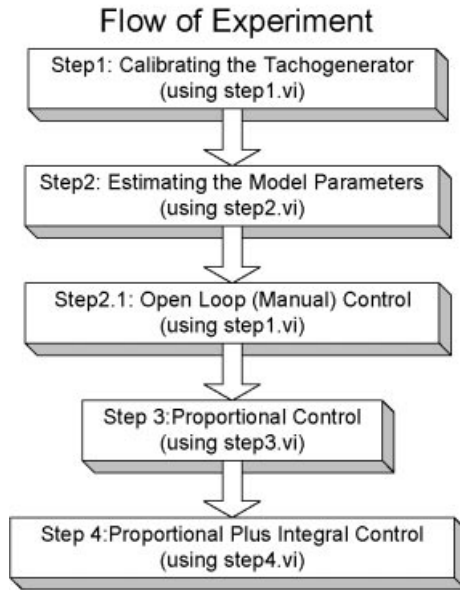 Flow of Experiment
Step1: Calibrating the Tachogenerator
(using step1.vi)
Step2: Estimating the Model Parameters
(using step2.vi)
Step2.1: Open Loop (Manual) Control
(using step1.vi)
Step 3:Proportional Control
(using step3.vi)
Step 4:Proportional Plus Integral Control
(using step4.vi)